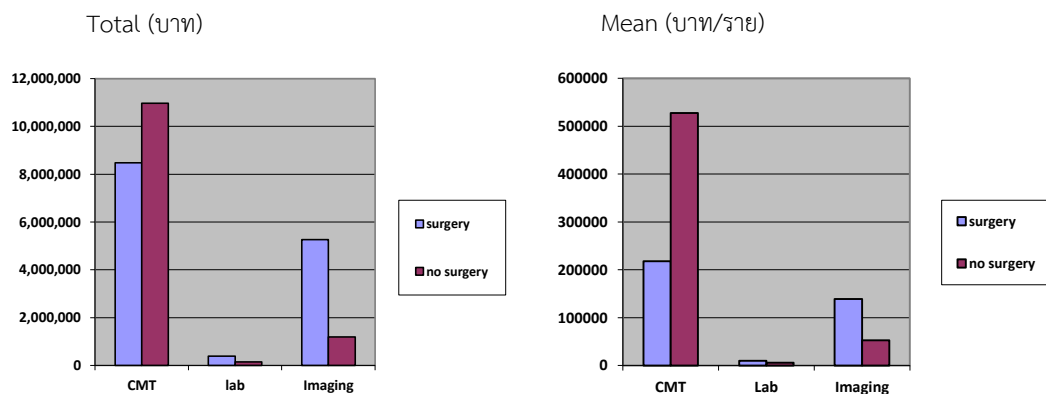 Total (บาท)
12,000,000
10,000,000
8,000,000
6,000,000
4,000,000
2,000,000
0
CMT lab Imaging
surgery
no surgery
Mean (บาท/ราย)
600000
500000
400000
300000
200000
100000
0
CMT Lab Imaging
surgery
no surgery